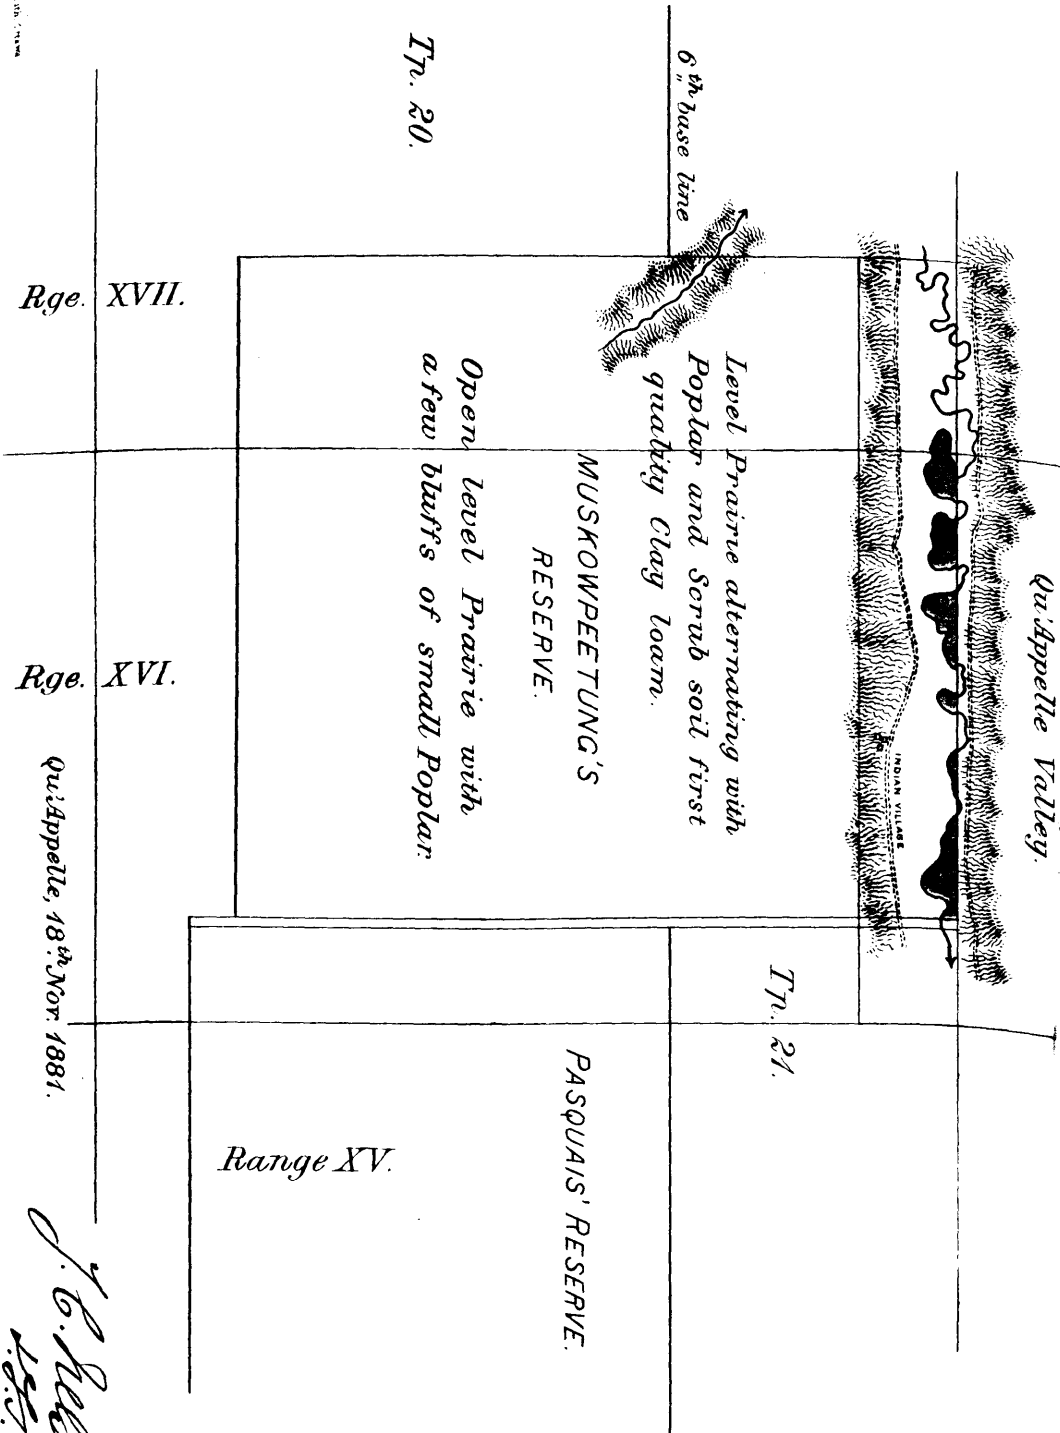 Qu'Appelle Valley.
INDIAN VILLAGE
6th base line
Level Prairie alternating with
Poplar and Scrub soil first
quality Clay loam.
Tp. 21.
MUSKOWPEETUNG'S
RESERVE.
PASQUAIS' RESERVE.
Tp. 20.
Open level Prairie with
a few bluffs of small Poplar.
Rge. XVII.
Rge. XVI.
Range XV.
Qu'Appelle, 18th Nov. 1881.
J. C.